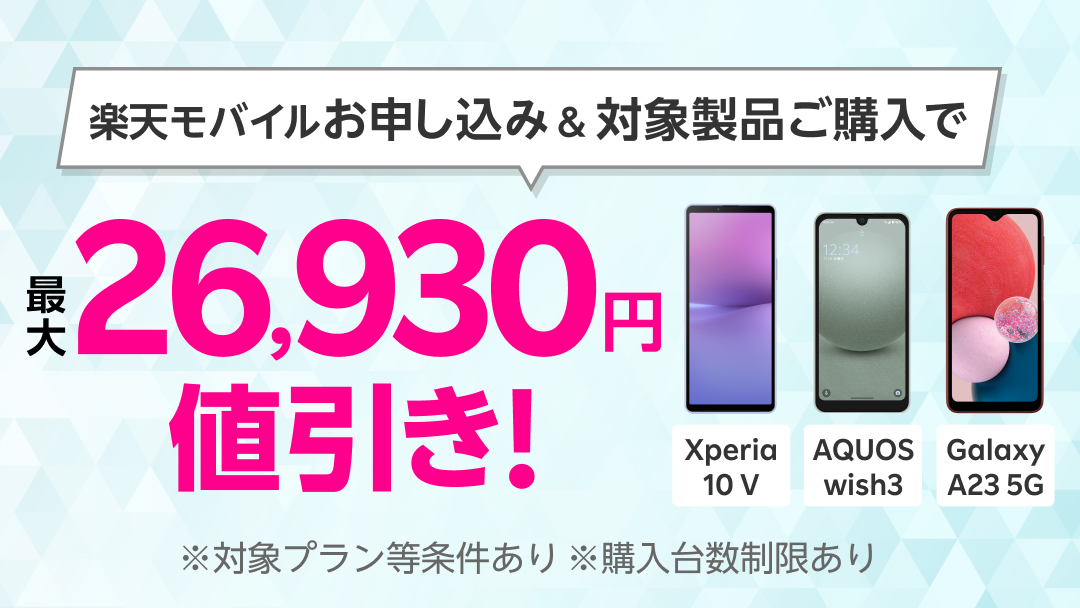 楽天モバイルお申し込み & 対象製品ご購入で
最大
26,930円
値引き!
12:34
Xperia
10 V
AQUOS
wish3
Galaxy
A23 5G
※対象プラン等条件あり ※購入台数制限あり